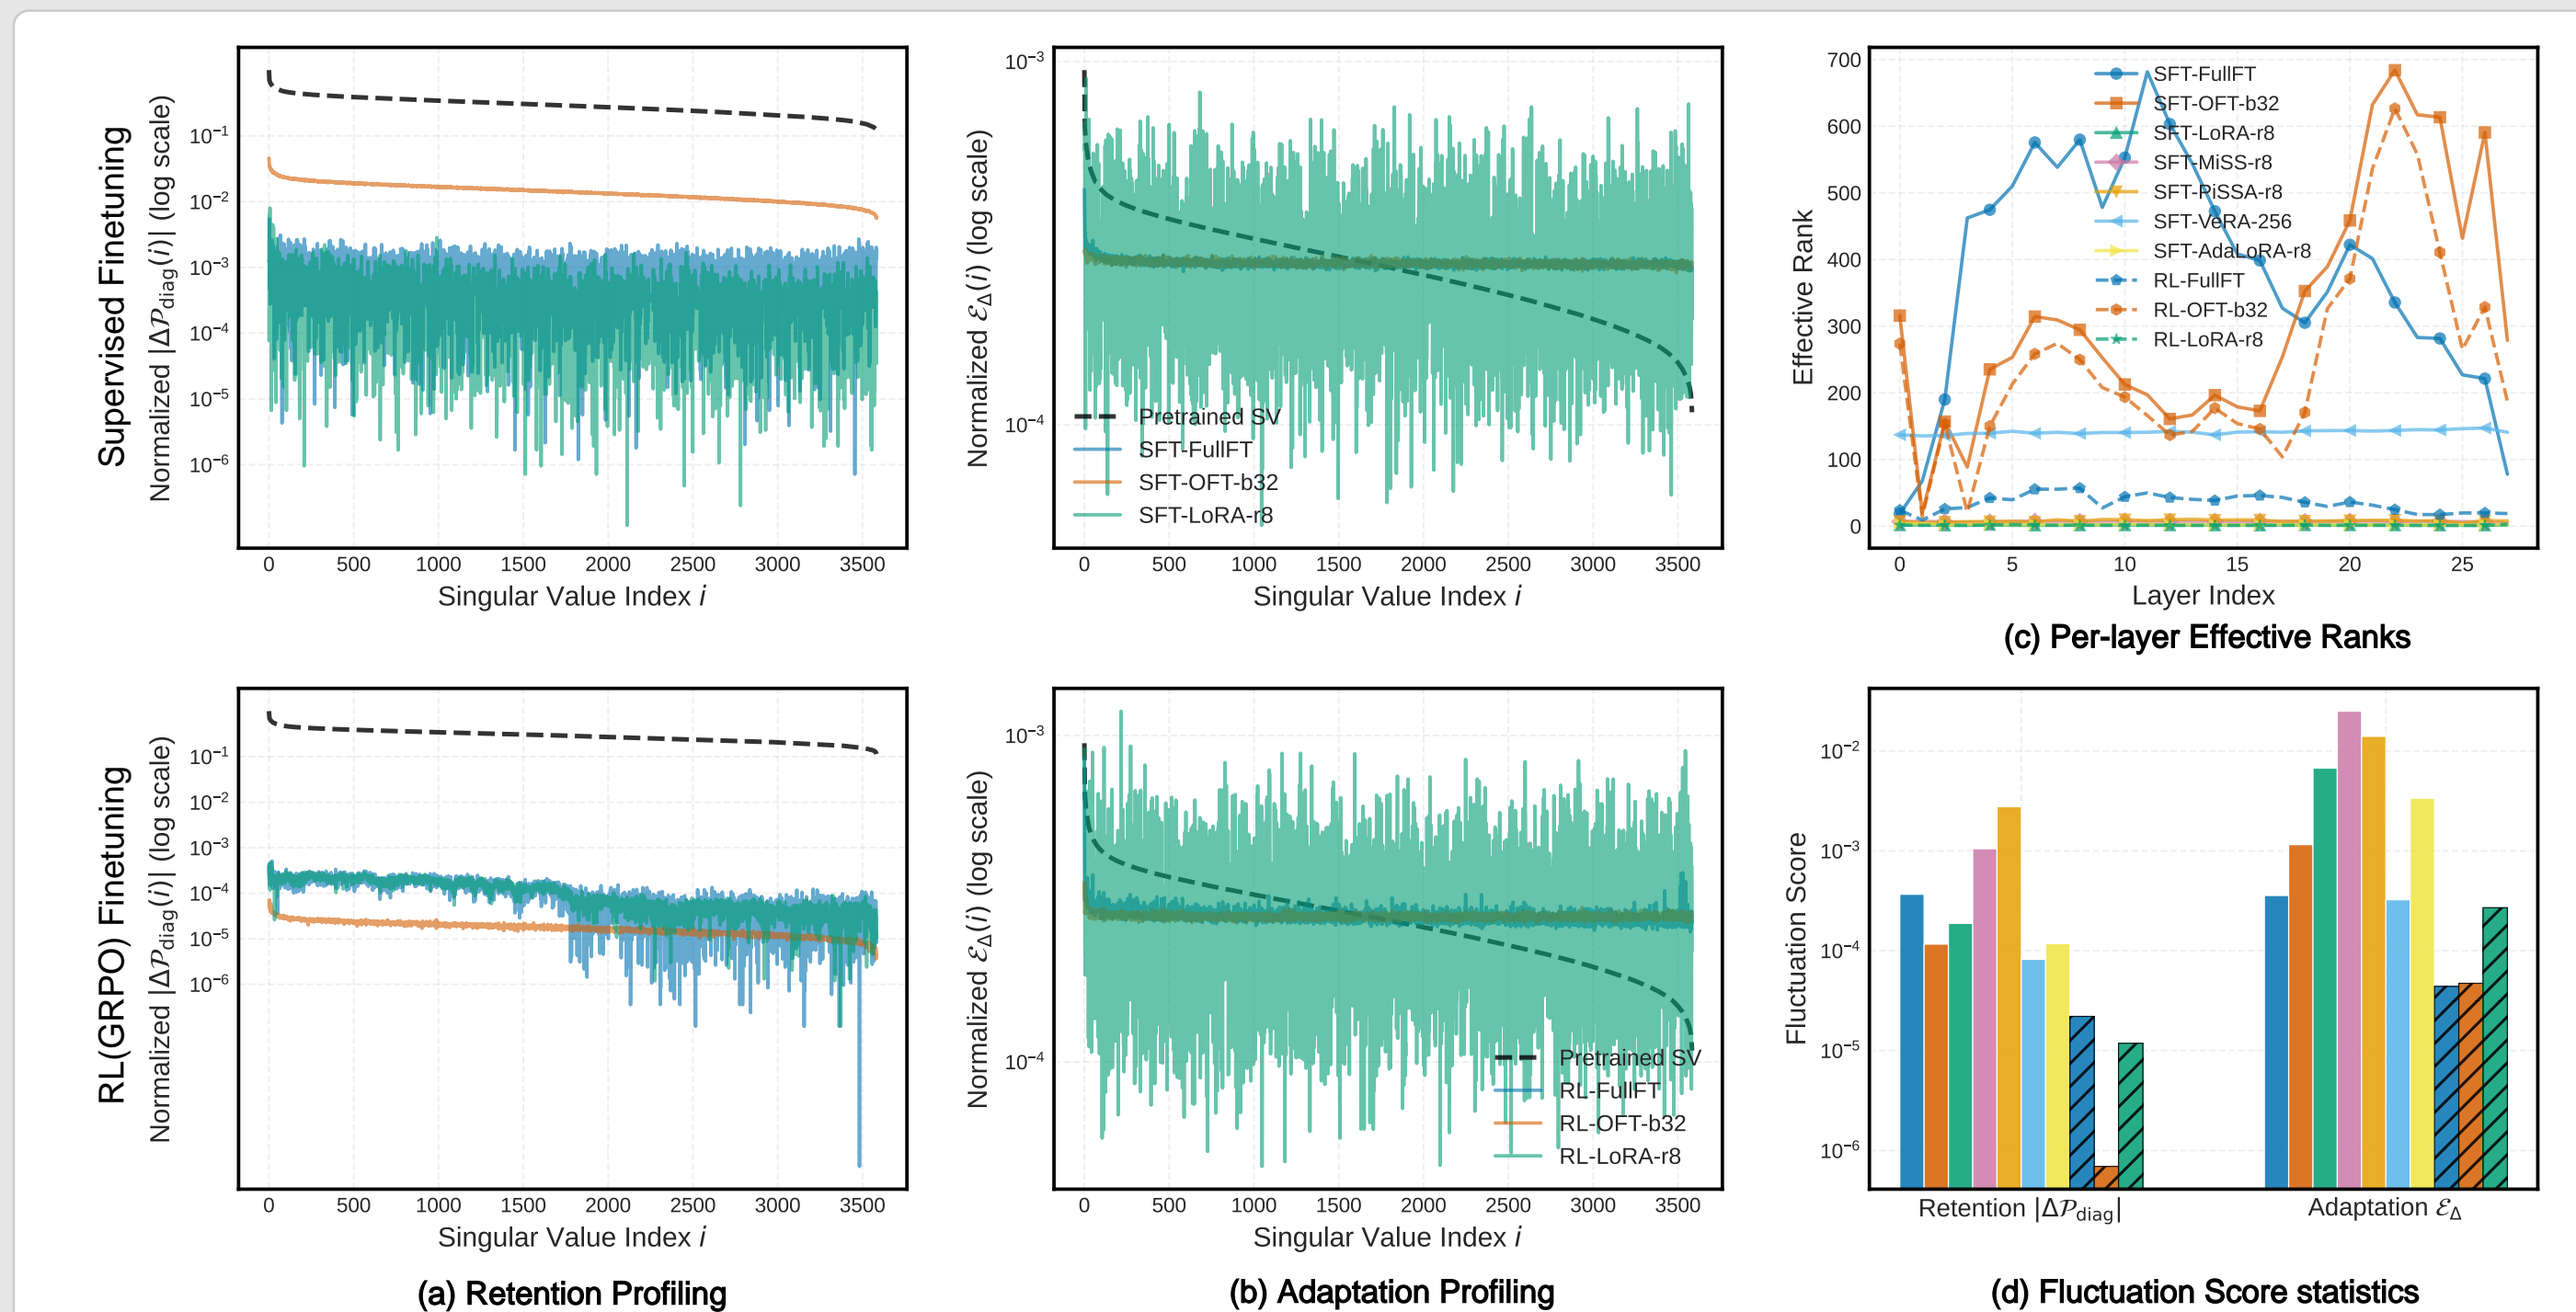 Supervised Finetuning
Normalized |Δ𝒫diag(i)| (log scale)
10⁻¹
10⁻²
10⁻³
10⁻⁴
10⁻⁵
10⁻⁶
0 500 1000 1500 2000 2500 3000 3500
Singular Value Index i
Normalized ℰΔ(i) (log scale)
10⁻³
10⁻⁴
Pretrained SV
SFT-FullFT
SFT-OFT-b32
SFT-LoRA-r8
0 500 1000 1500 2000 2500 3000 3500
Singular Value Index i
Effective Rank
700
600
500
400
300
200
100
0
SFT-FullFT
SFT-OFT-b32
SFT-LoRA-r8
SFT-MiSS-r8
SFT-PiSSA-r8
SFT-VeRA-256
SFT-AdaLoRA-r8
RL-FullFT
RL-OFT-b32
RL-LoRA-r8
0 5 10 15 20 25
Layer Index
(c) Per-layer Effective Ranks
RL(GRPO) Finetuning
Normalized |Δ𝒫diag(i)| (log scale)
10⁻¹
10⁻²
10⁻³
10⁻⁴
10⁻⁵
10⁻⁶
0 500 1000 1500 2000 2500 3000 3500
Singular Value Index i
(a) Retention Profiling
Normalized ℰΔ(i) (log scale)
10⁻³
10⁻⁴
Pretrained SV
RL-FullFT
RL-OFT-b32
RL-LoRA-r8
0 500 1000 1500 2000 2500 3000 3500
Singular Value Index i
(b) Adaptation Profiling
Fluctuation Score
10⁻²
10⁻³
10⁻⁴
10⁻⁵
10⁻⁶
Retention |Δ𝒫diag| Adaptation ℰΔ
(d) Fluctuation Score statistics